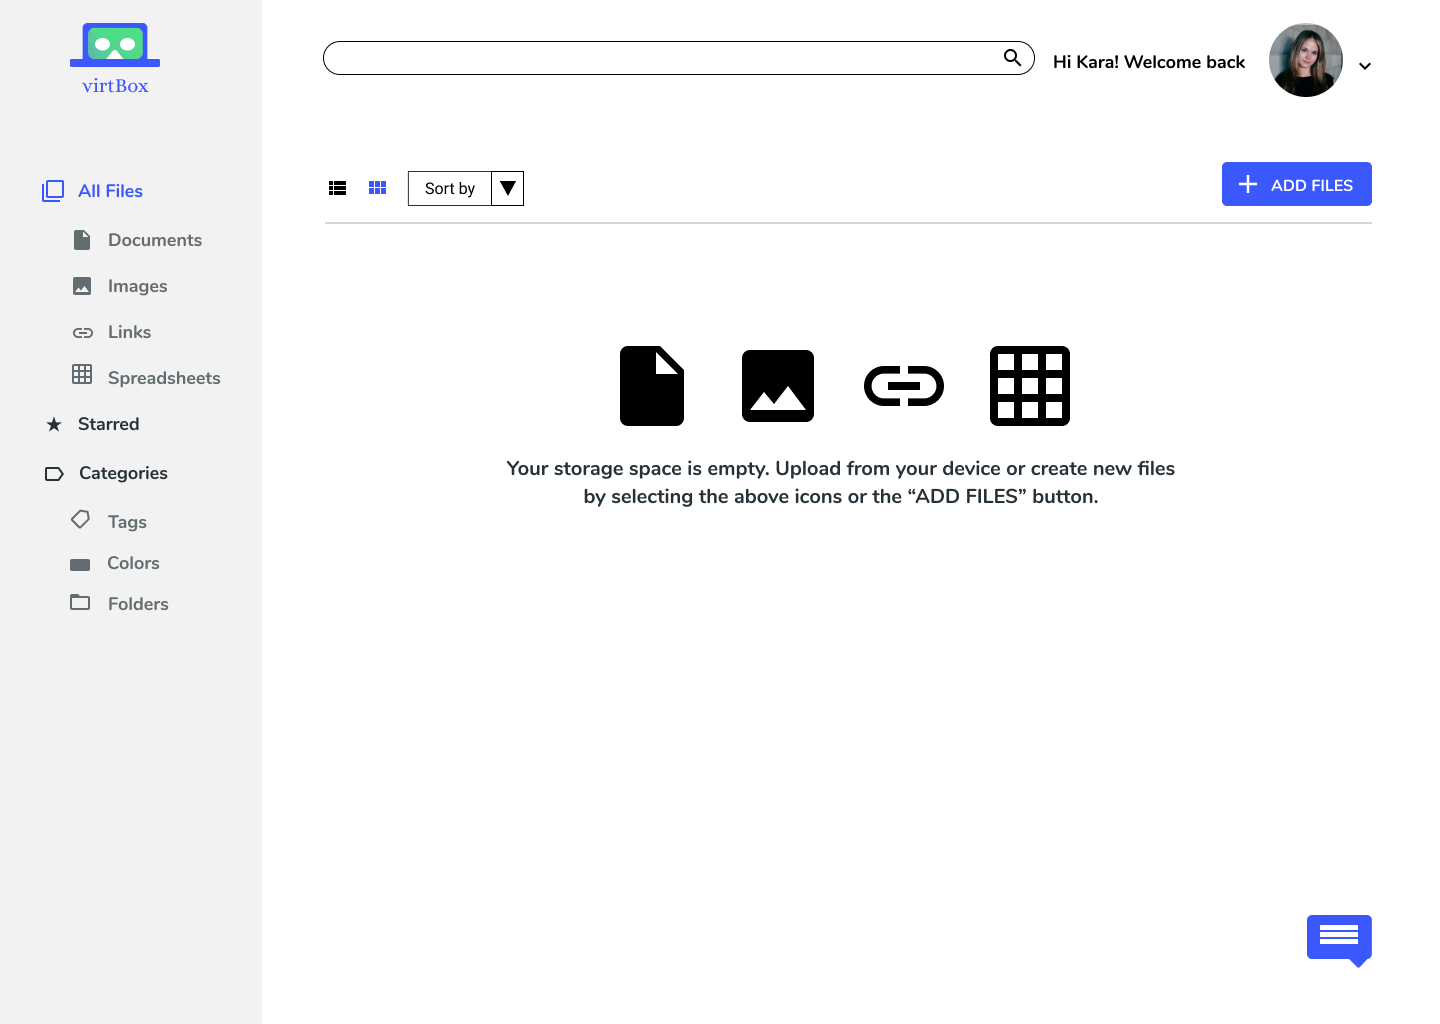 virtBox
Hi Kara! Welcome back
All Files
Documents
Images
Links
Spreadsheets
Starred
Categories
Tags
Colors
Folders
Sort by
ADD FILES
Your storage space is empty. Upload from your device or create new files
by selecting the above icons or the “ADD FILES” button.